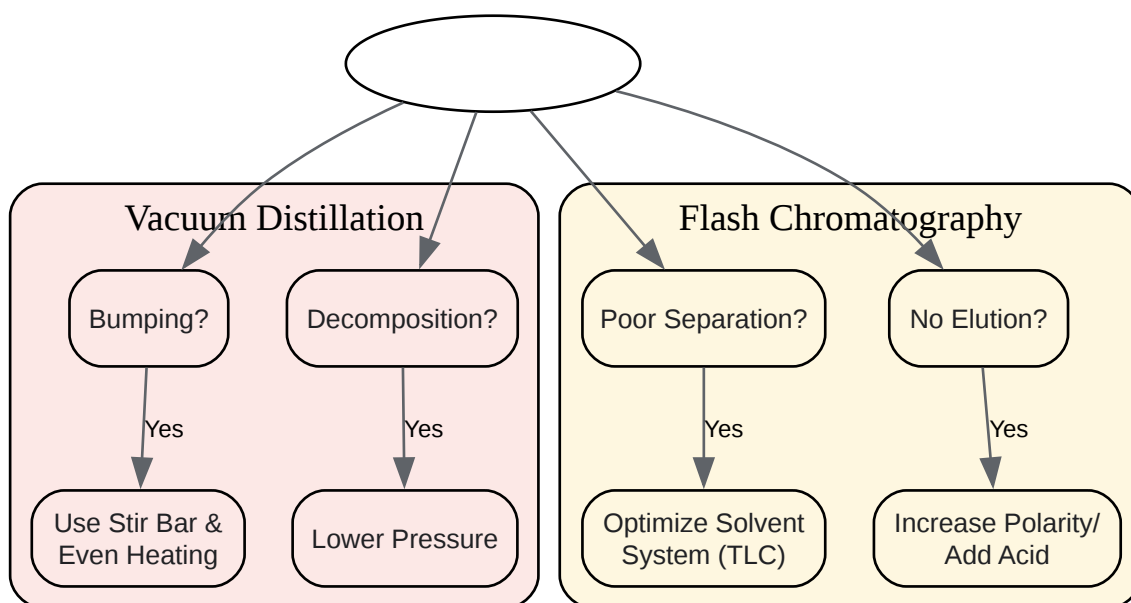 Vacuum Distillation
Flash Chromatography
Bumping?
Decomposition?
Poor Separation?
No Elution?
Yes
Yes
Yes
Yes
Use Stir Bar &
Even Heating
Lower Pressure
Optimize Solvent
System (TLC)
Increase Polarity/
Add Acid